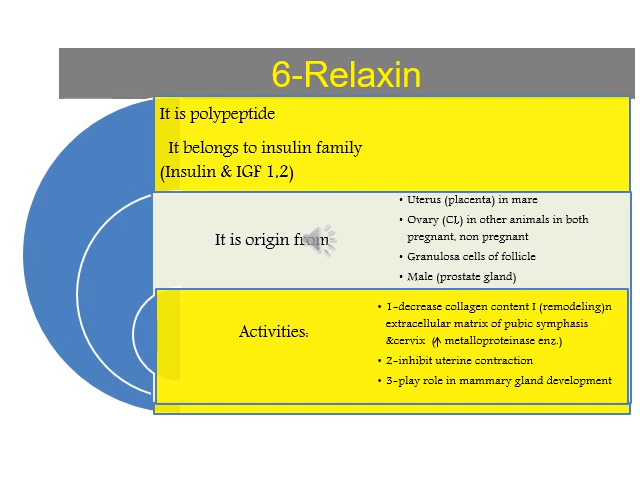 6-Relaxin
It is polypeptide
It belongs to insulin family
(Insulin & IGF 1,2)
It is origin from
• Uterus (placenta) in mare
• Ovary (CL) in other animals in both
pregnant, non pregnant
• Granulosa cells of follicle
• Male (prostate gland)
Activities:
• 1-decrease collagen content I (remodeling)n
extracellular matrix of pubic symphasis
&cervix (↑ metalloproteinase enz.)
• 2-inhibit uterine contraction
• 3-play role in mammary gland development